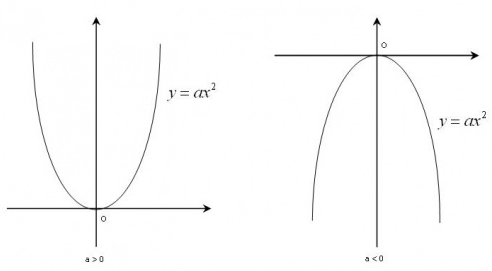 y = ax²
O
a > 0
O
y = ax²
a < 0